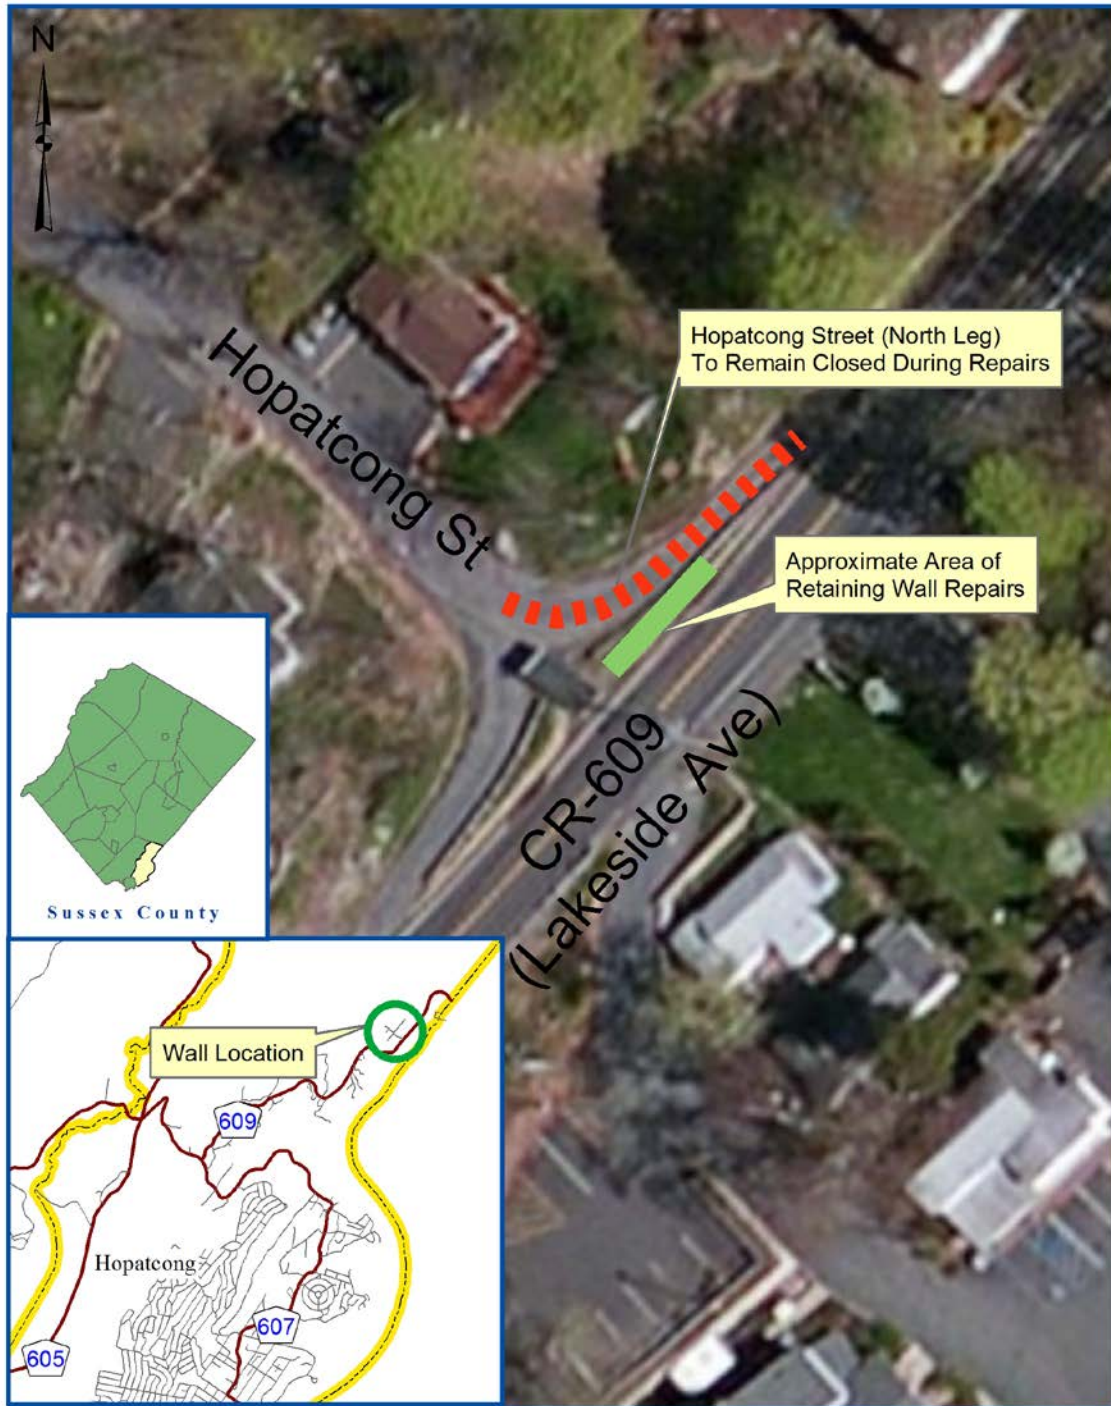 N
Hopatcong Street (North Leg)
To Remain Closed During Repairs
Hopatcong St
Approximate Area of
Retaining Wall Repairs
CR-609
(Lakeside Ave)
Sussex County
Wall Location
609
Hopatcong
607
605